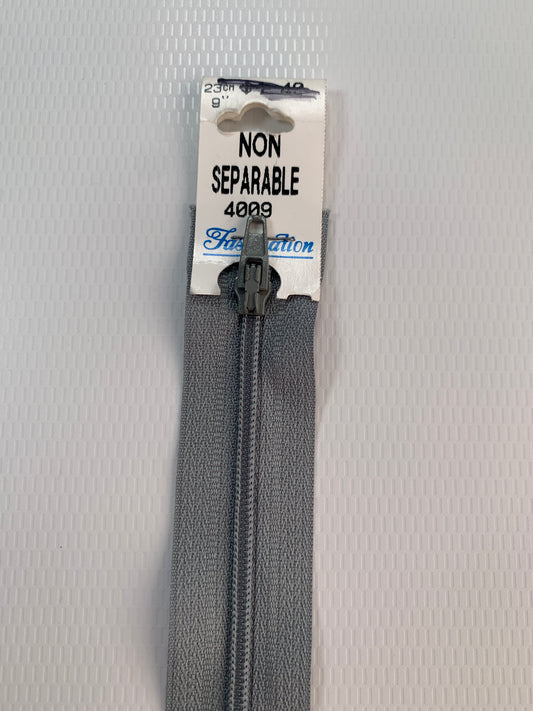 23CM
9"
NON
SEPARABLE
4009